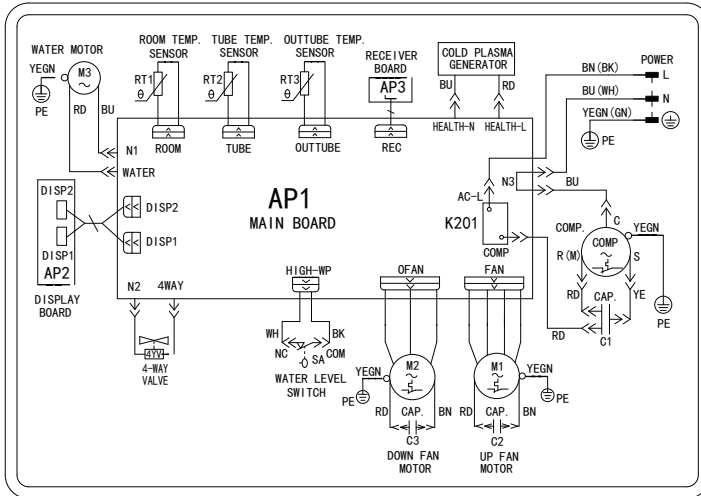 WATER MOTOR
YEGN
M3
PE
RD
BU
ROOM TEMP.
SENSOR
RT1
θ
ROOM
TUBE TEMP.
SENSOR
RT2
θ
TUBE
OUTTUBE TEMP.
SENSOR
RT3
θ
OUTTUBE
RECEIVER
BOARD
AP3
REC
COLD PLASMA
GENERATOR
BU
RD
HEALTH-N
HEALTH-L
POWER
BN(BK)
L
BU(WH)
N
YEGN(GN)
PE
N1
WATER
DISP2
DISP1
AP2
DISPLAY
BOARD
DISP2
DISP1
AP1
MAIN BOARD
AC-L
K201
COMP
N3
BU
C
COMP.
COMP
YEGN
R(M)
S
RD
CAP.
YE
C1
RD
PE
N2
4WAY
4YV
4-WAY
VALVE
HIGH-WP
WH
BK
NC
SA
COM
WATER LEVEL
SWITCH
OFAN
M2
YEGN
PE
RD
CAP.
BN
C3
DOWN FAN
MOTOR
FAN
M1
YEGN
PE
RD
CAP.
BN
C2
UP FAN
MOTOR